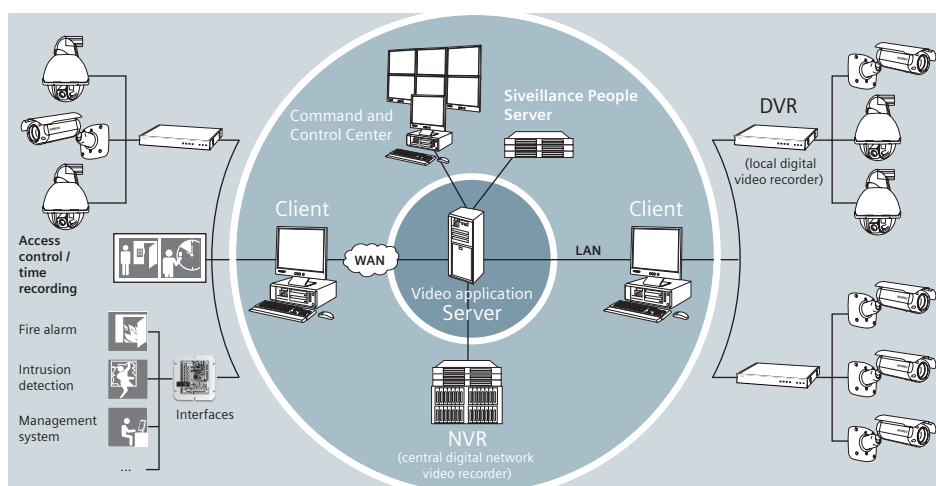 Command and
Control Center
Siveillance People
Server
DVR
(local digital
video recorder)
Client
Client
Access
control /
time
recording
WAN
LAN
Video application
Server
Fire alarm
Intrusion
detection
Management
system
...
Interfaces
NVR
(central digital network
video recorder)